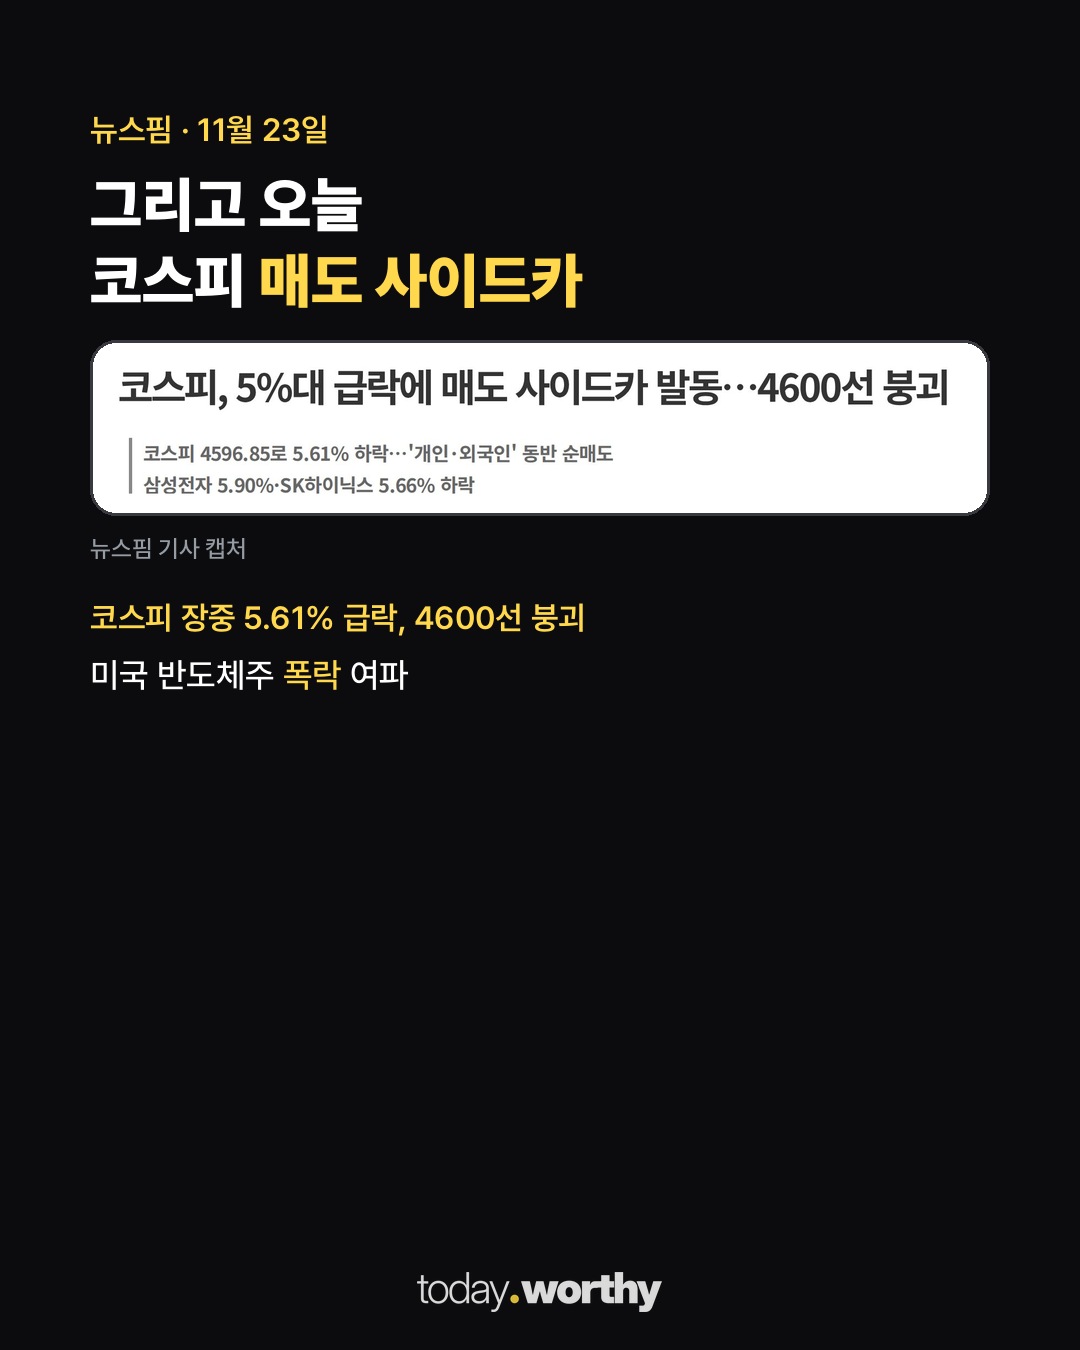 뉴스핌 · 11월 23일
그리고 오늘
코스피 매도 사이드카
코스피, 5%대 급락에 매도 사이드카 발동…4600선 붕괴
코스피 4596.85로 5.61% 하락…'개인·외국인' 동반 순매도
삼성전자 5.90%·SK하이닉스 5.66% 하락
뉴스핌 기사 캡처
코스피 장중 5.61% 급락, 4600선 붕괴
미국 반도체주 폭락 여파
today.worthy